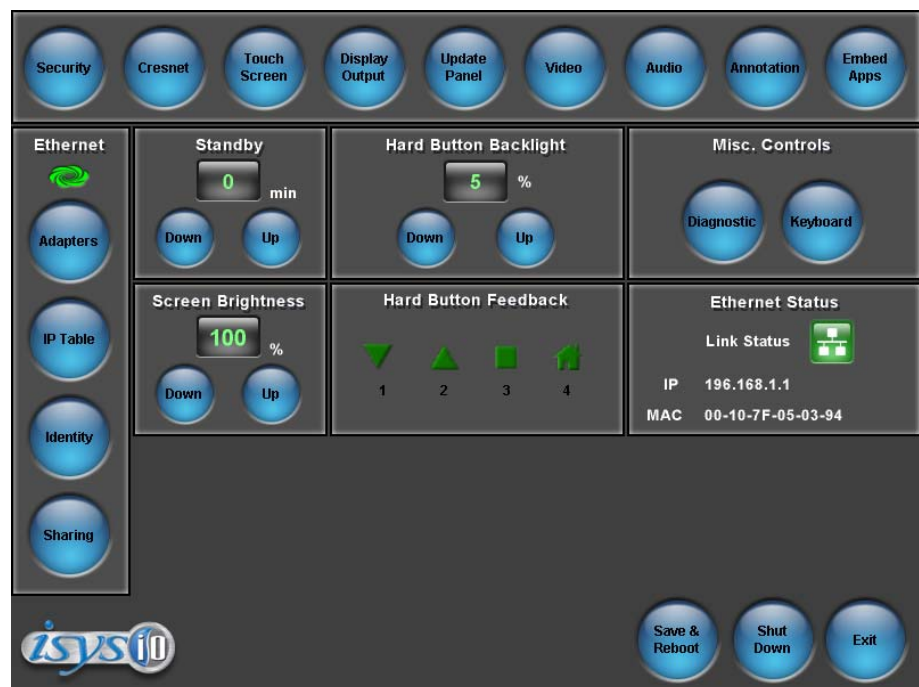 Security
Cresnet
Touch
Screen
Display
Output
Update
Panel
Video
Audio
Annotation
Embed
Apps
Ethernet
Adapters
IP Table
Identity
Sharing
Standby
0 min
Down Up
Hard Button Backlight
5 %
Down Up
Misc. Controls
Diagnostic Keyboard
Screen Brightness
100 %
Down Up
Hard Button Feedback
1 2 3 4
Ethernet Status
Link Status
IP 196.168.1.1
MAC 00-10-7F-05-03-94
isys iO
Save &
Reboot
Shut
Down
Exit